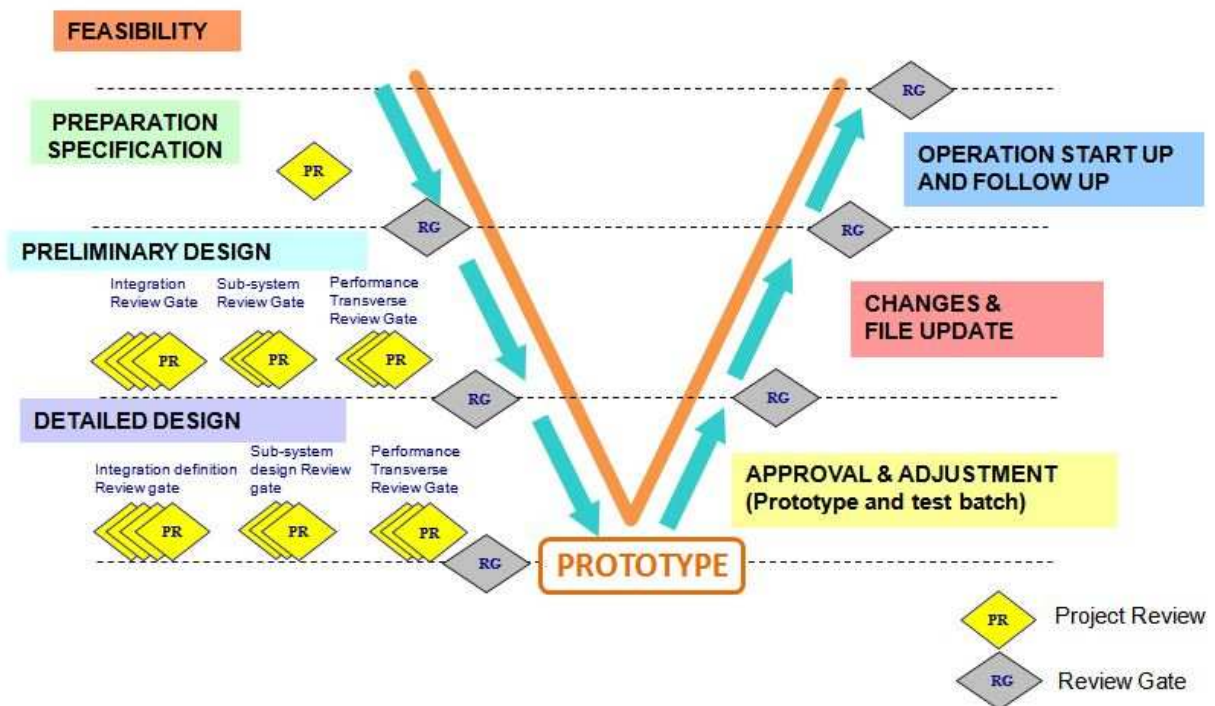 FEASIBILITY
RG
PREPARATION
SPECIFICATION
PR
OPERATION START UP
AND FOLLOW UP
RG
RG
PRELIMINARY DESIGN
Integration
Review Gate
Sub-system
Review Gate
Performance
Transverse
Review Gate
CHANGES &
FILE UPDATE
PR
PR
PR
RG
RG
DETAILED DESIGN
Integration definition
Review gate
Sub-system
design Review
gate
Performance
Transverse
Review Gate
APPROVAL & ADJUSTMENT
(Prototype and test batch)
PR
PR
PR
RG
PROTOTYPE
PR
Project Review
RG
Review Gate